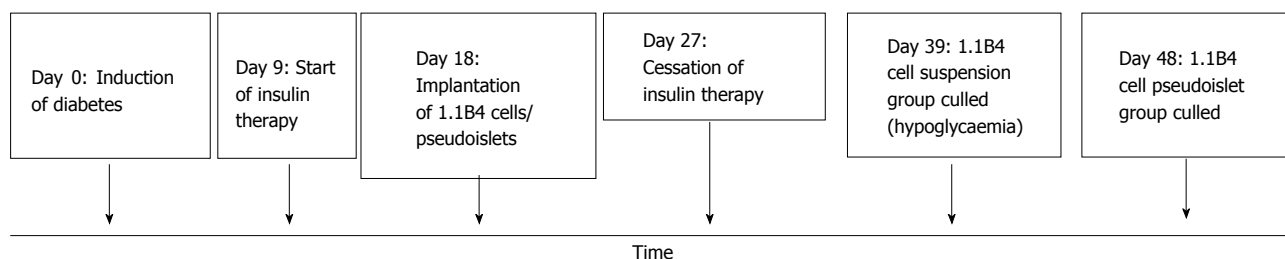 Day 0: Induction
of diabetes
Day 9: Start
of insulin
therapy
Day 18:
Implantation
of 1.1B4 cells/
pseudoislets
Day 27:
Cessation of
insulin therapy
Day 39: 1.1B4
cell suspension
group culled
(hypoglycaemia)
Day 48: 1.1B4
cell pseudoislet
group culled
Time